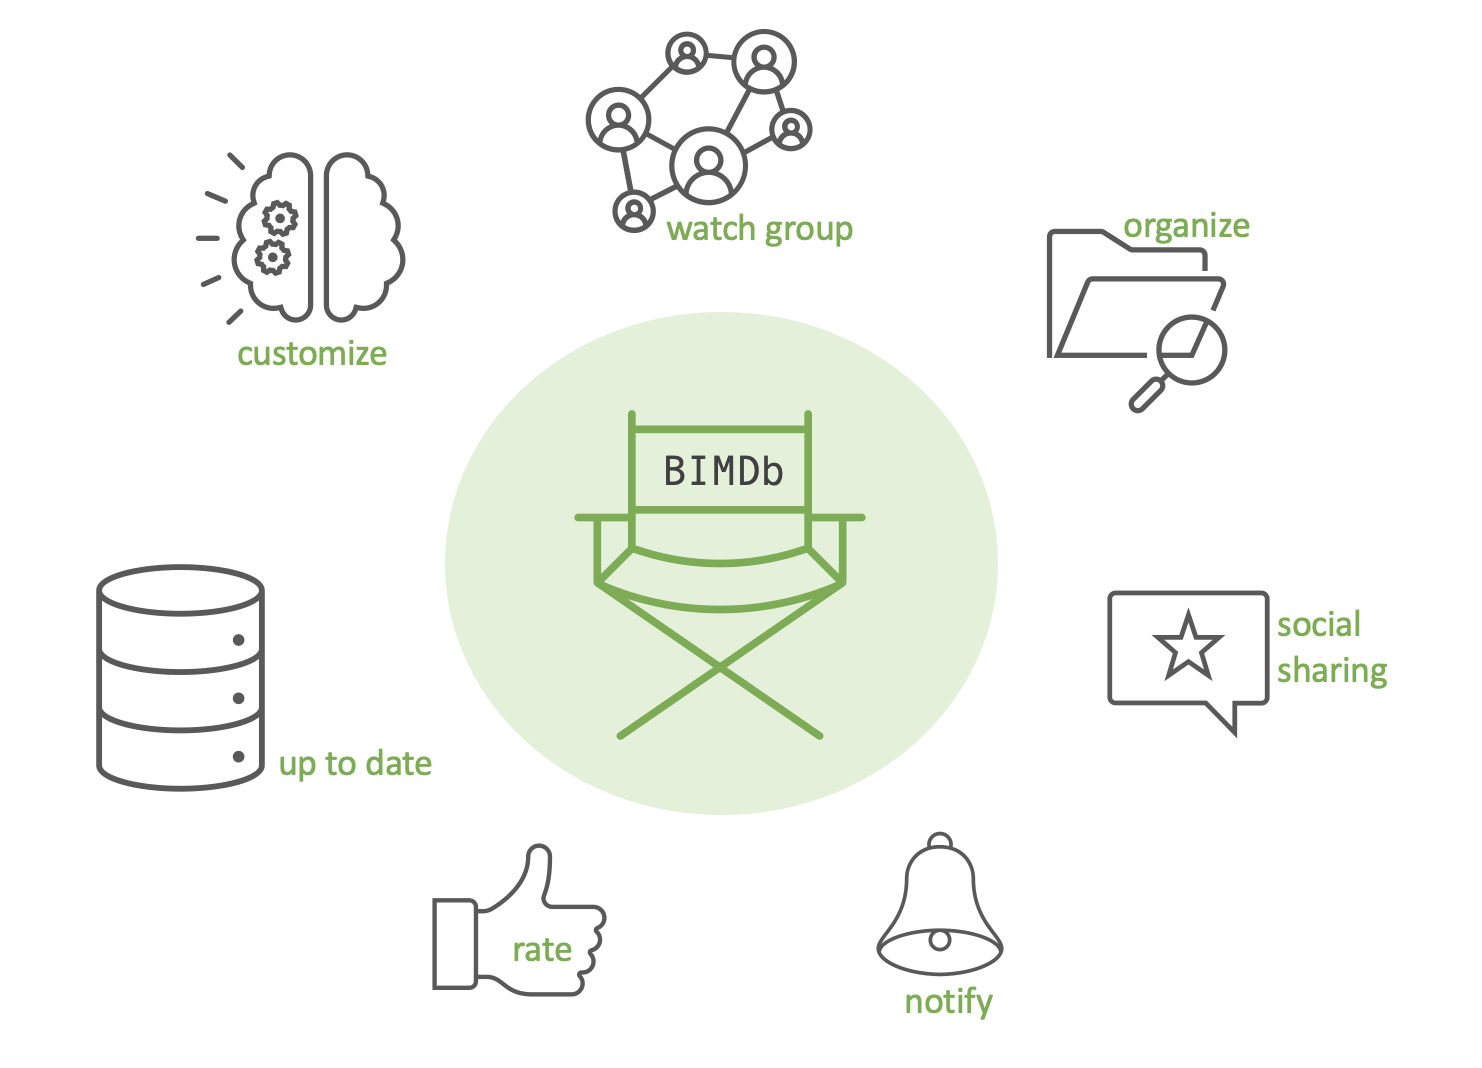 watch group
organize
customize
BIMDb
social
sharing
up to date
rate
notify